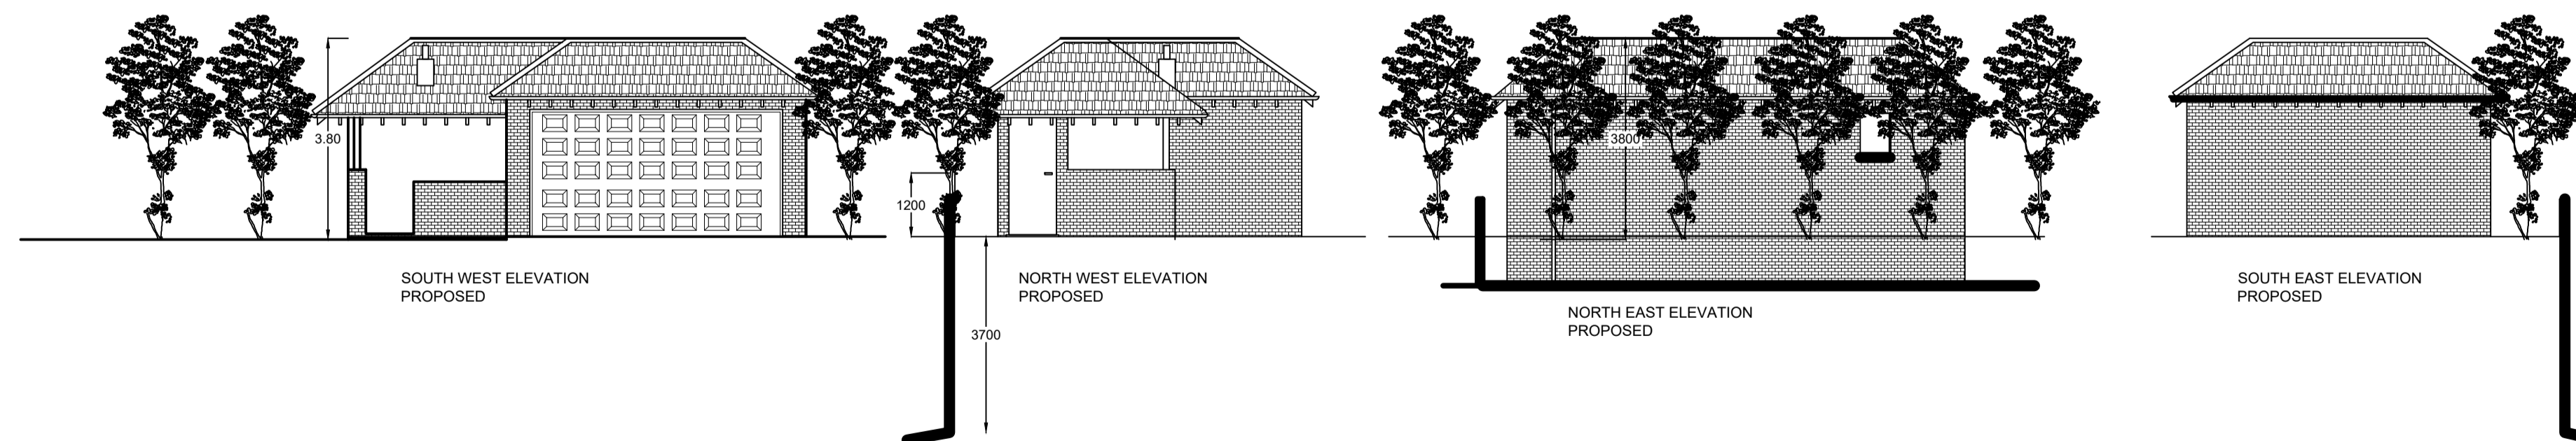 3.80
SOUTH WEST ELEVATION
PROPOSED
1200
3700
NORTH WEST ELEVATION
PROPOSED
3800
NORTH EAST ELEVATION
PROPOSED
SOUTH EAST ELEVATION
PROPOSED